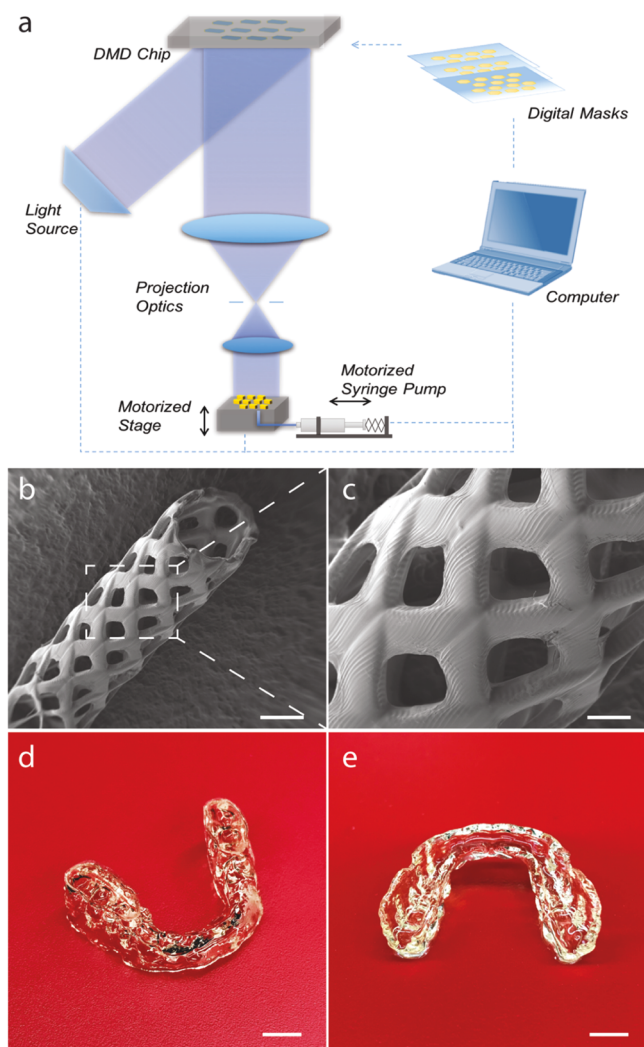 a
DMD Chip
Digital Masks
Light
Source
Projection
Optics
Computer
Motorized
Syringe Pump
Motorized
Stage
b
c
d
e